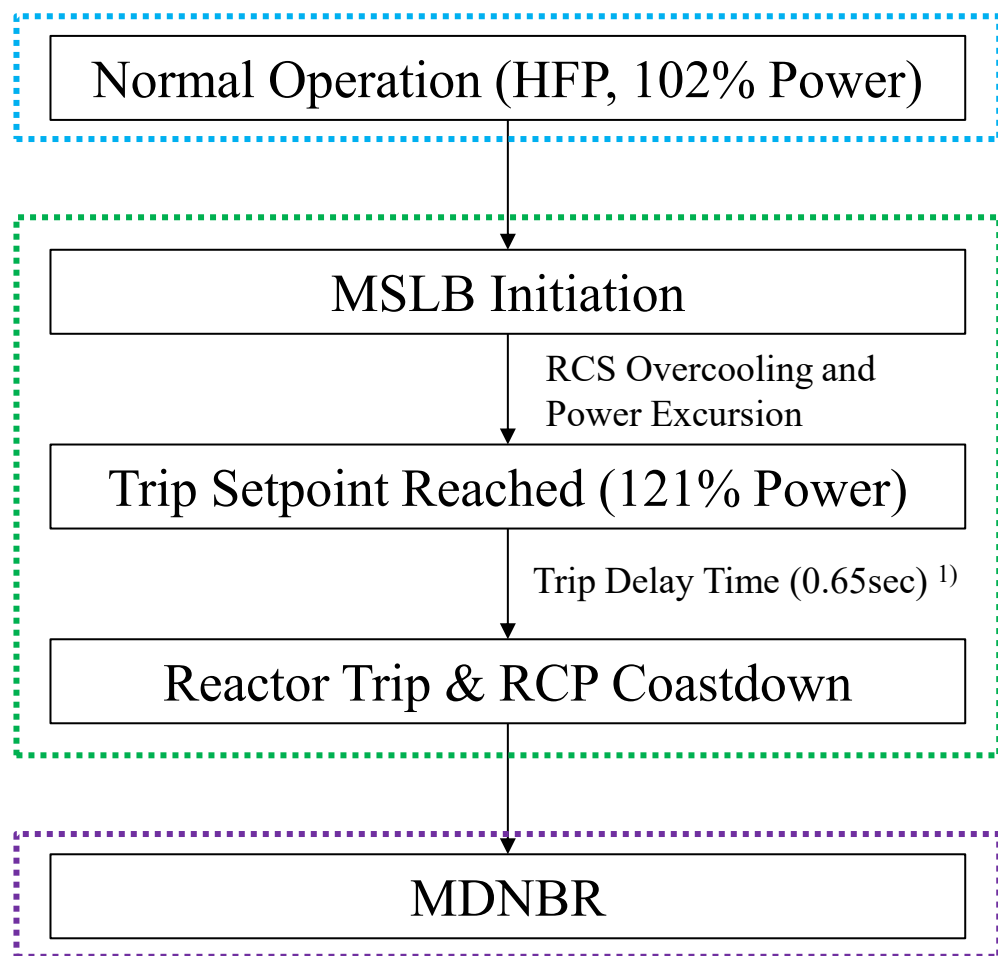 Normal Operation (HFP, 102% Power)
MSLB Initiation
RCS Overcooling and
Power Excursion
Trip Setpoint Reached (121% Power)
Trip Delay Time (0.65sec) 1)
Reactor Trip & RCP Coastdown
MDNBR